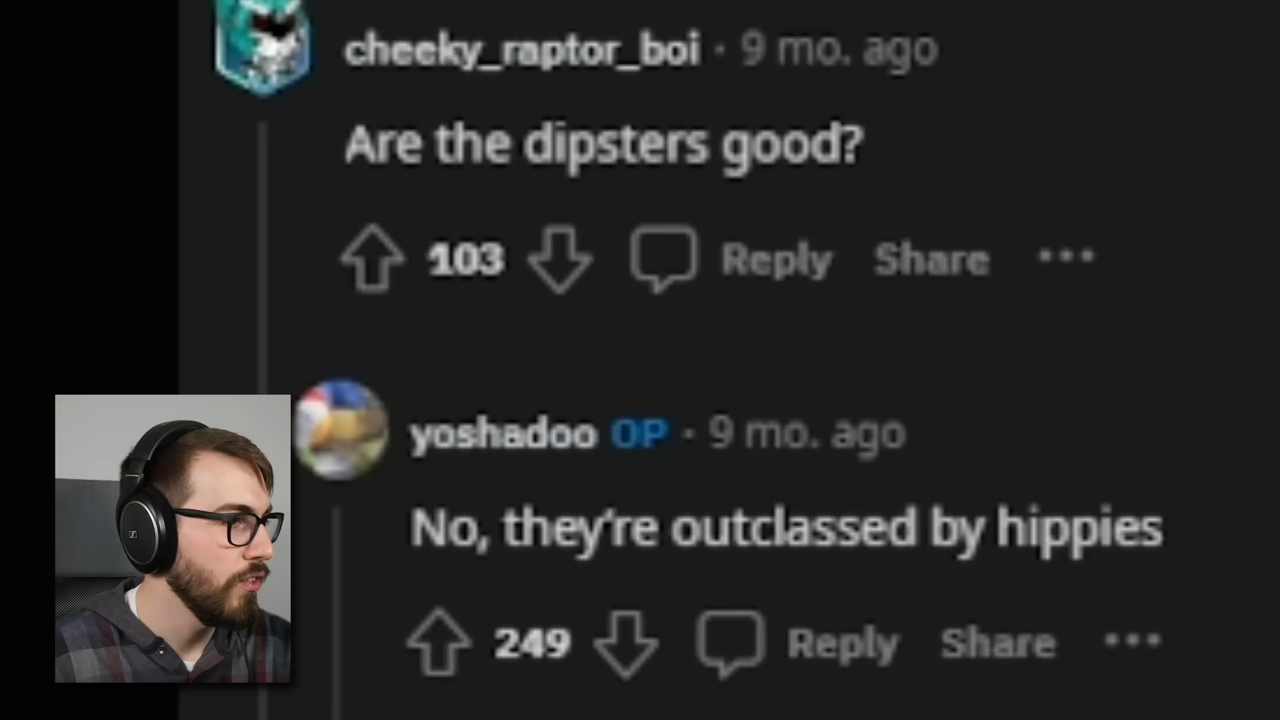 cheeky_raptor_boi · 9 mo. ago
Are the dipsters good?
103 Reply Share ...
yoshadoo OP · 9 mo. ago
No, they're outclassed by hippies
249 Reply Share ...